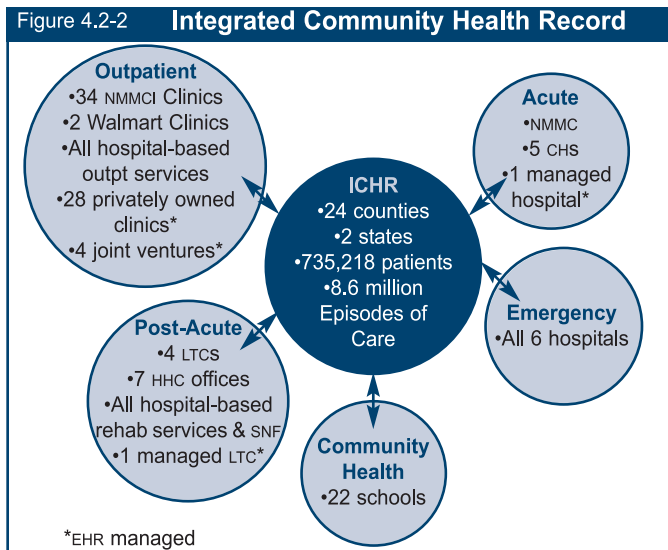 Figure 4.2-2 Integrated Community Health Record
Outpatient
•34 NMMCI Clinics
•2 Walmart Clinics
•All hospital-based
outpt services
•28 privately owned
clinics*
•4 joint ventures*
Acute
•NMMC
•5 CHs
•1 managed
hospital*
ICHR
•24 counties
•2 states
•735,218 patients
•8.6 million
Episodes of
Care
Emergency
•All 6 hospitals
Post-Acute
•4 LTCs
•7 HHC offices
•All hospital-based
rehab services & SNF
•1 managed LTC*
Community
Health
•22 schools
*EHR managed